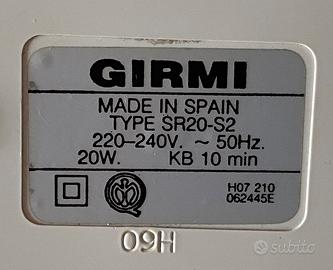 GIRMI
MADE IN SPAIN
TYPE SR20-S2
220-240V. ~ 50Hz.
20W. KB 10 min
H07 210
062445E
09H
subito